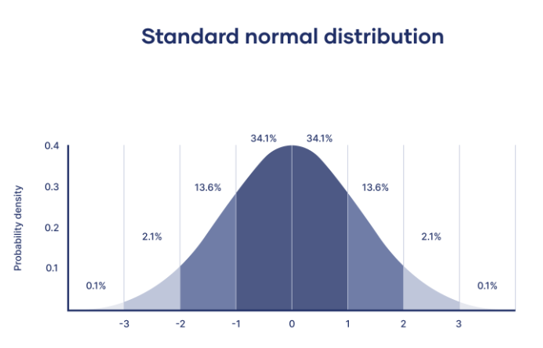 Standard normal distribution
34.1% 34.1%
0.4
0.3
13.6% 13.6%
Probability density
0.2
2.1% 2.1%
0.1
0.1% 0.1%
-3 -2 -1 0 1 2 3